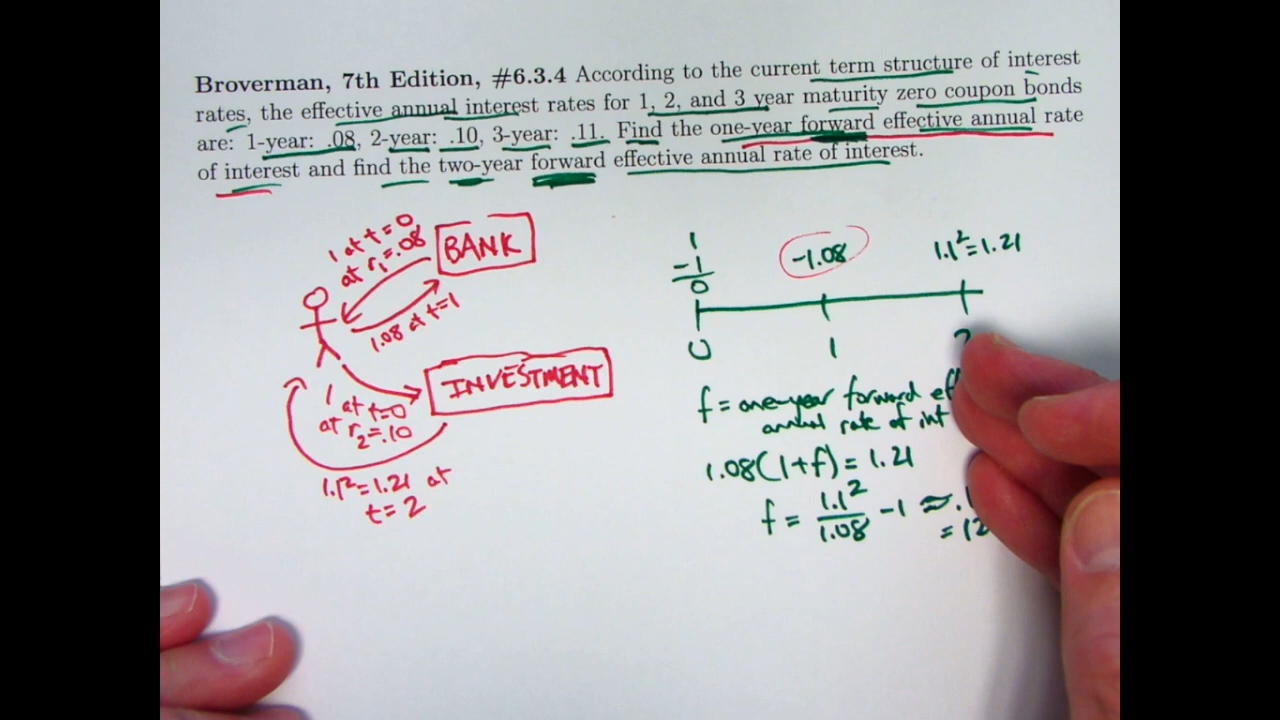 Broverman, 7th Edition, #6.3.4 According to the current term structure of interest
rates, the effective annual interest rates for 1, 2, and 3 year maturity zero coupon bonds
are: 1-year: .08, 2-year: .10, 3-year: .11. Find the one-year forward effective annual rate
of interest and find the two-year forward effective annual rate of interest.
1 at t=0
at r₁=.08
BANK
1.08 at t=1
INVESTMENT
1 at t=0
at r₂=.10
1.1²=1.21 at
t=2
1
-1
0
-1.08
1.1²=1.21
0
1
f = one-year forward
annual rate of int
1.08(1+f) = 1.21
f = 1.1²/1.08 -1 ≈ .1
= 12